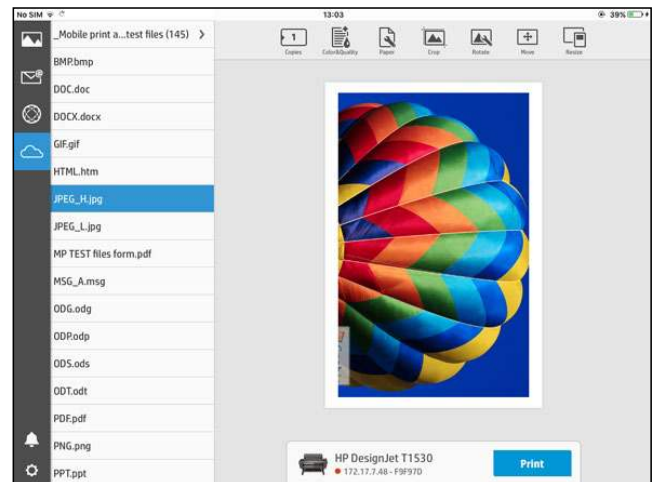 No SIM
13:03
39%
_Mobile print a...test files (145)
BMP.bmp
DOC.doc
DOCX.docx
GIF.gif
HTML.htm
JPEG_H.jpg
JPEG_L.jpg
MP TEST files form.pdf
MSG_A.msg
ODG.odg
ODP.odp
ODS.ods
ODT.odt
PDF.pdf
PNG.png
PPT.ppt
1
Copies
Color&Quality
Paper
Crop
Rotate
Move
Resize
HP DesignJet T1530
172.17.7.48 - F9F97D
Print